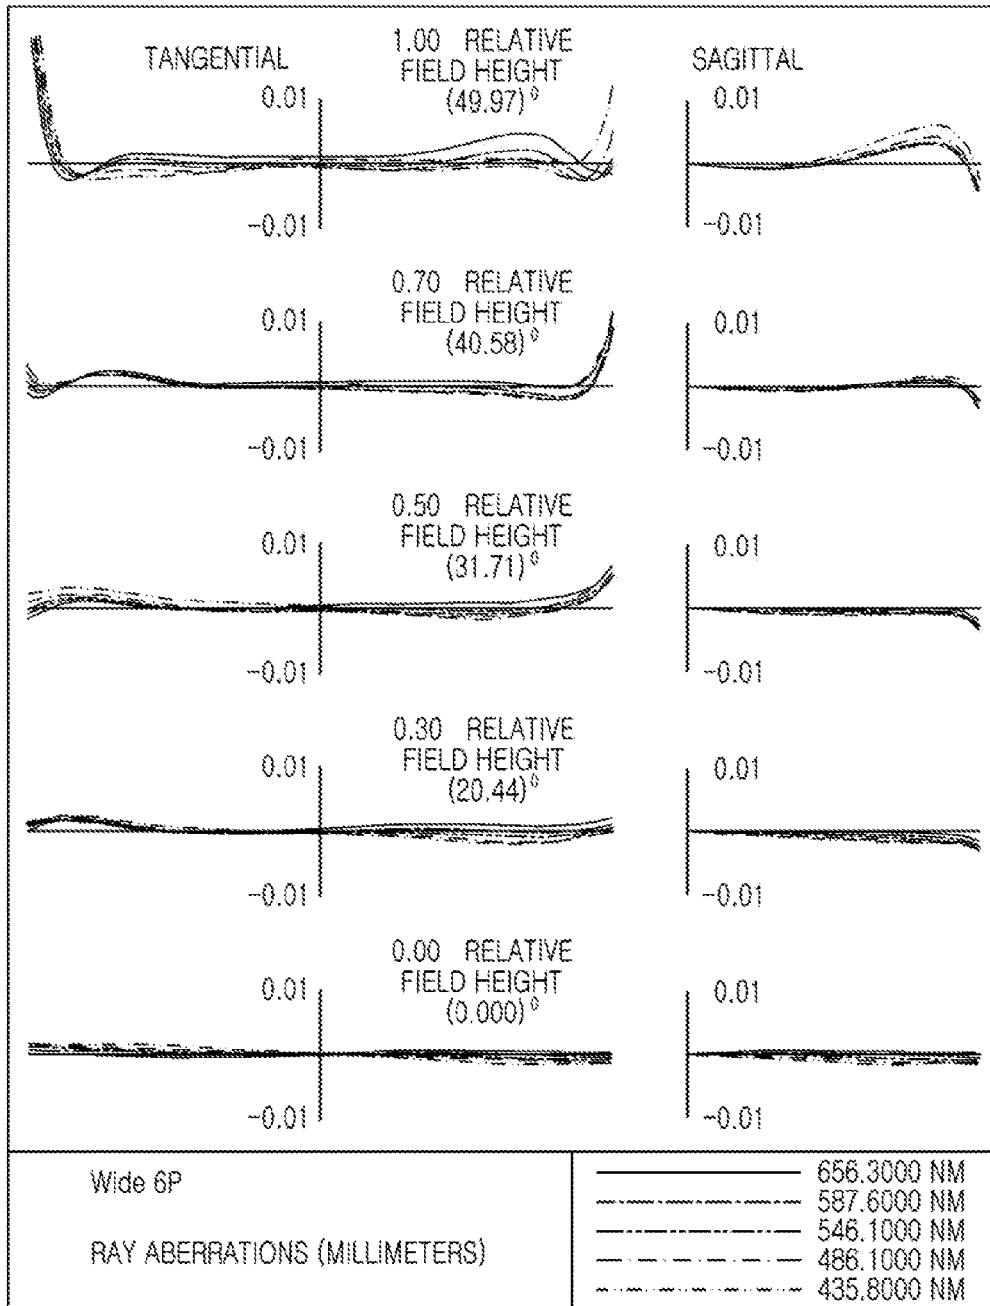 TANGENTIAL
1.00 RELATIVE
FIELD HEIGHT
(49.97)°
SAGITTAL
0.01
0.01
-0.01
-0.01
0.70 RELATIVE
FIELD HEIGHT
(40.58)°
0.01
0.01
-0.01
-0.01
0.50 RELATIVE
FIELD HEIGHT
(31.71)°
0.01
0.01
-0.01
-0.01
0.30 RELATIVE
FIELD HEIGHT
(20.44)°
0.01
0.01
-0.01
-0.01
0.00 RELATIVE
FIELD HEIGHT
(0.000)°
0.01
0.01
-0.01
-0.01
Wide 6P
RAY ABERRATIONS (MILLIMETERS)
656.3000 NM
587.6000 NM
546.1000 NM
486.1000 NM
435.8000 NM